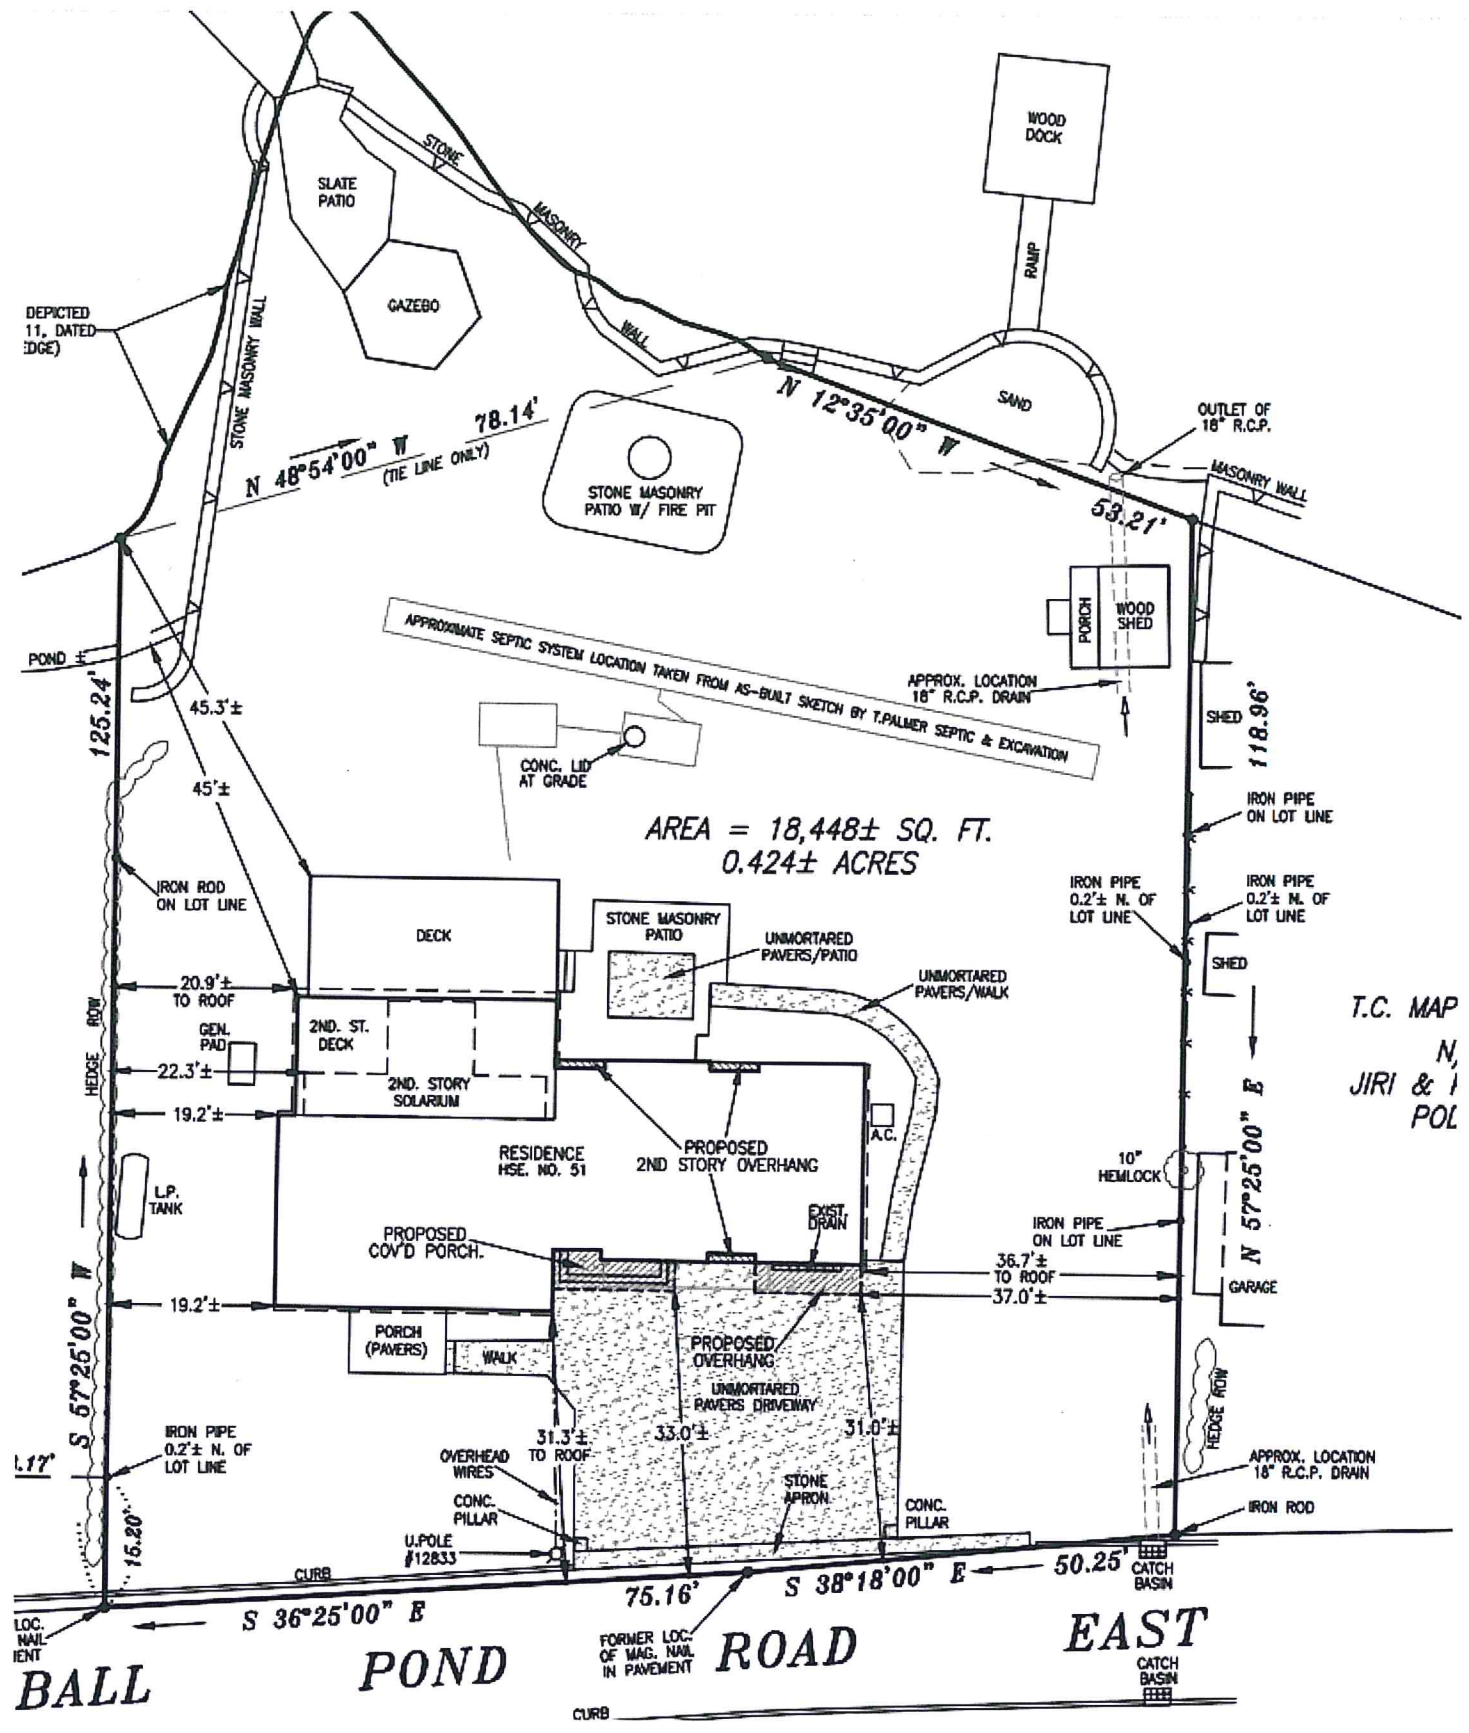 WOOD
DOCK
STONE
SLATE
PATIO
MASONRY
RAMP
GAZEBO
DEPICTED
11, DATED
EDGE)
WALL
STONE MASONRY WALL
SAND
N 12°35'00" W
OUTLET OF
18" R.C.P.
78.14'
N 48°54'00" W
(TIE LINE ONLY)
MASONRY WALL
STONE MASONRY
PATIO W/ FIRE PIT
53.21'
PORCH
WOOD
SHED
APPROXIMATE SEPTIC SYSTEM LOCATION TAKEN FROM AS-BUILT SKETCH BY T.PALMER SEPTIC & EXCAVATION
POND ±
125.24'
45.3'±
APPROX. LOCATION
18" R.C.P. DRAIN
SHED
118.96'
CONC. LID
AT GRADE
45'±
IRON PIPE
ON LOT LINE
AREA = 18,448± SQ. FT.
0.424± ACRES
IRON ROD
ON LOT LINE
IRON PIPE
0.2'± N. OF
LOT LINE
IRON PIPE
0.2'± N. OF
LOT LINE
DECK
STONE MASONRY
PATIO
UNMORTARED
PAVERS/PATIO
SHED
20.9'±
TO ROOF
UNMORTARED
PAVERS/WALK
T.C. MAP
HEDGE ROW
GEN.
PAD
2ND. ST.
DECK
22.3'±
2ND. STORY
SOLARIUM
JIRI &
POL
19.2'±
A.C.
RESIDENCE
HSE. NO. 51
PROPOSED
2ND STORY OVERHANG
10"
HEMLOCK
N 57°25'00" E
L.P.
TANK
EXIST.
DRAIN
PROPOSED
COV'D PORCH.
IRON PIPE
ON LOT LINE
36.7'±
TO ROOF
37.0'±
GARAGE
19.2'±
S 57°25'00" W
PORCH
(PAVERS)
WALK
PROPOSED
OVERHANG
UNMORTARED
PAVERS DRIVEWAY
HEDGE ROW
31.3'±
TO ROOF
33.0'±
31.0'±
IRON PIPE
0.2'± N. OF
LOT LINE
.17'
OVERHEAD
WIRES
APPROX. LOCATION
18" R.C.P. DRAIN
STONE
APRON
CONC.
PILLAR
CONC.
PILLAR
IRON ROD
15.20'
U.POLE
#12833
CURB
75.16'
S 38°18'00" E
50.25'
CATCH
BASIN
S 36°25'00" E
LOC.
NAIL
FORMER LOC.
OF MAG. NAIL
IN PAVEMENT
BALL POND ROAD EAST
CATCH
BASIN
CURB